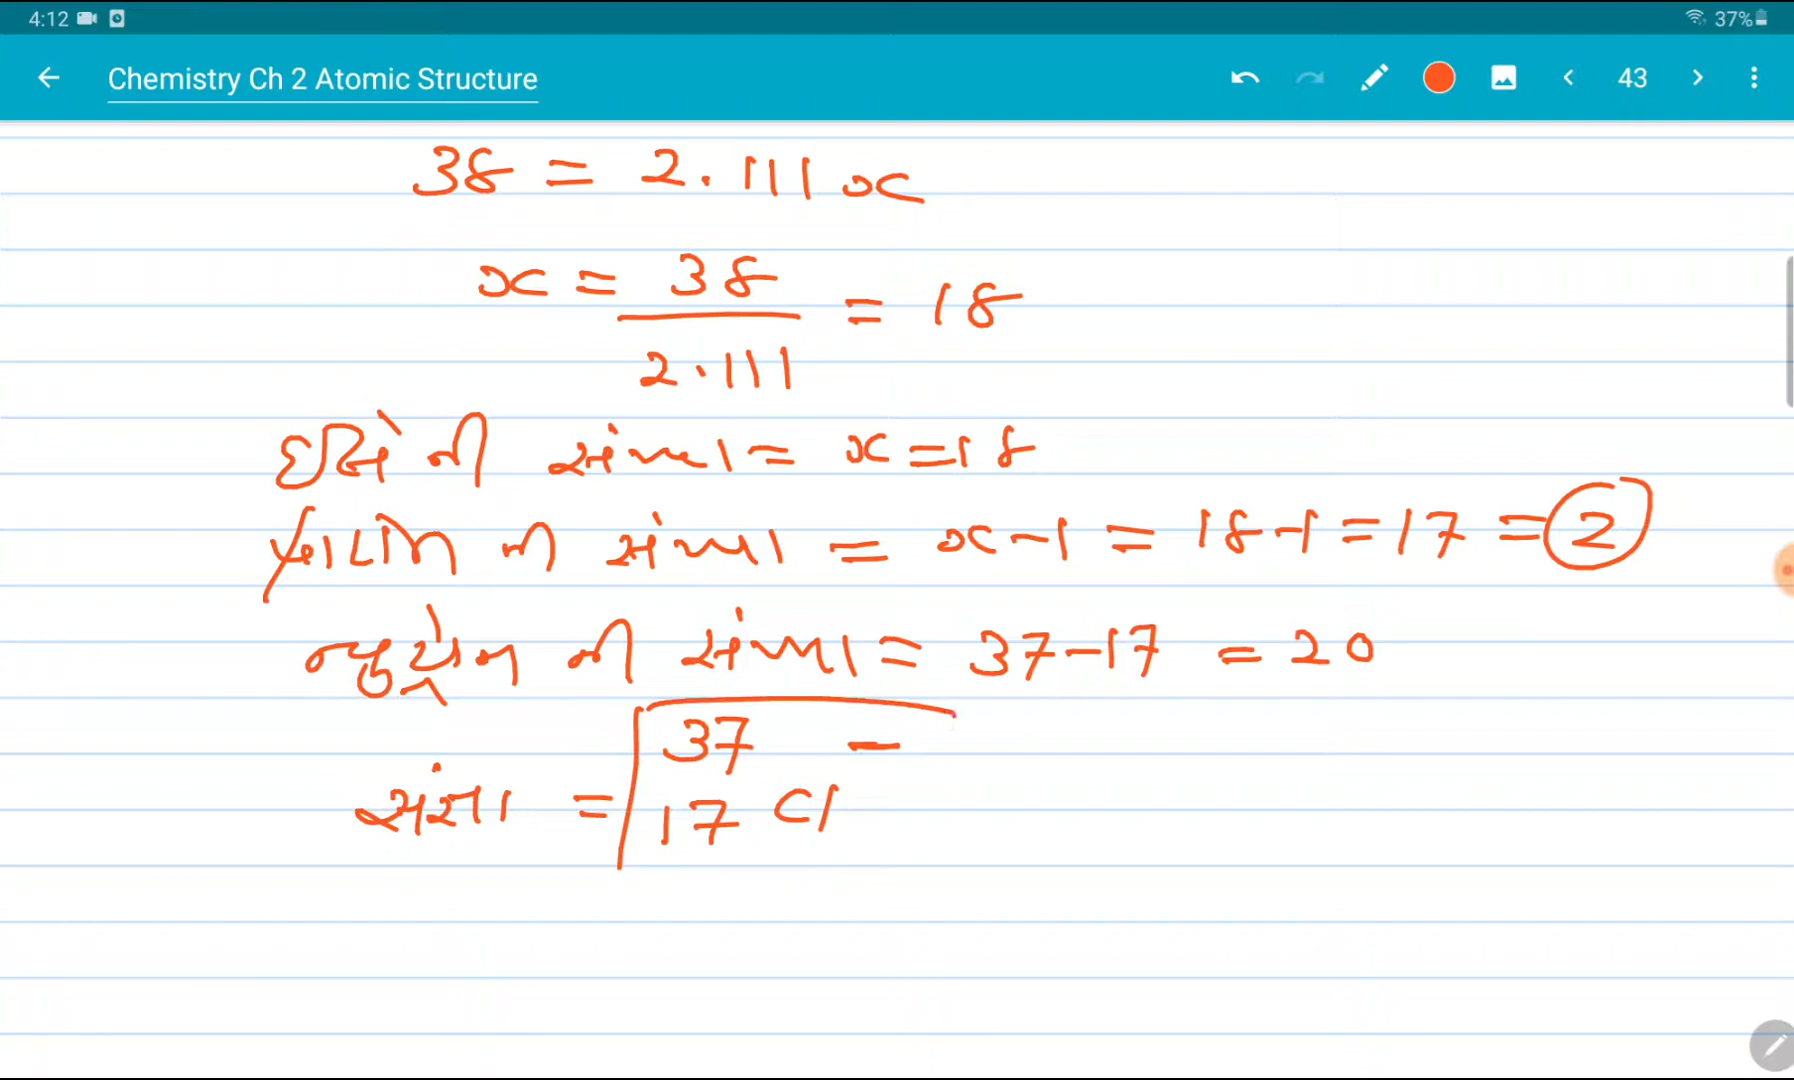 4:12
37%
Chemistry Ch 2 Atomic Structure
43
38 = 2.111 x
x = 38 / 2.111 = 18
ઈલે ની સંખ્યા = x = 18
પ્રોટોન ની સંખ્યા = x - 1 = 18 - 1 = 17 = 2
ન્યુટ્રોન ની સંખ્યા = 37 - 17 = 20
37 -
સંજ્ઞા = 17 Cl